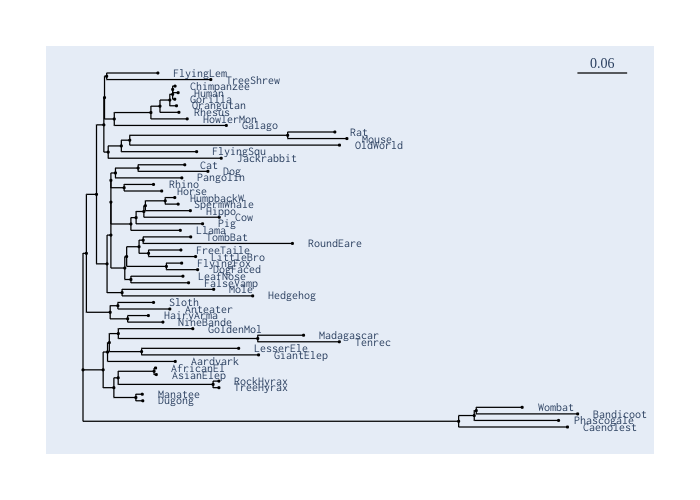 0.06
FlyingLem
TreeShrew
Chimpanzee
Human
Gorilla
Orangutan
Rhesus
HowlerMon
Galago
Rat
Mouse
OldWorld
FlyingSqu
Jackrabbit
Cat
Dog
Pangolin
Rhino
Horse
HumpbackW
SpermWhale
Hippo
Cow
Pig
Llama
TombBat
RoundEare
FreeTaile
LittleBro
FlyingFox
DogFaced
LeafNose
FalseVamp
Mole
Hedgehog
Sloth
Anteater
HairyArma
NineBande
GoldenMol
Madagascar
Tenrec
LesserEle
GiantElep
Aardvark
AfricanEl
AsianElep
RockHyrax
TreeHyrax
Manatee
Dugong
Wombat
Bandicoot
Phascogale
Caenolest